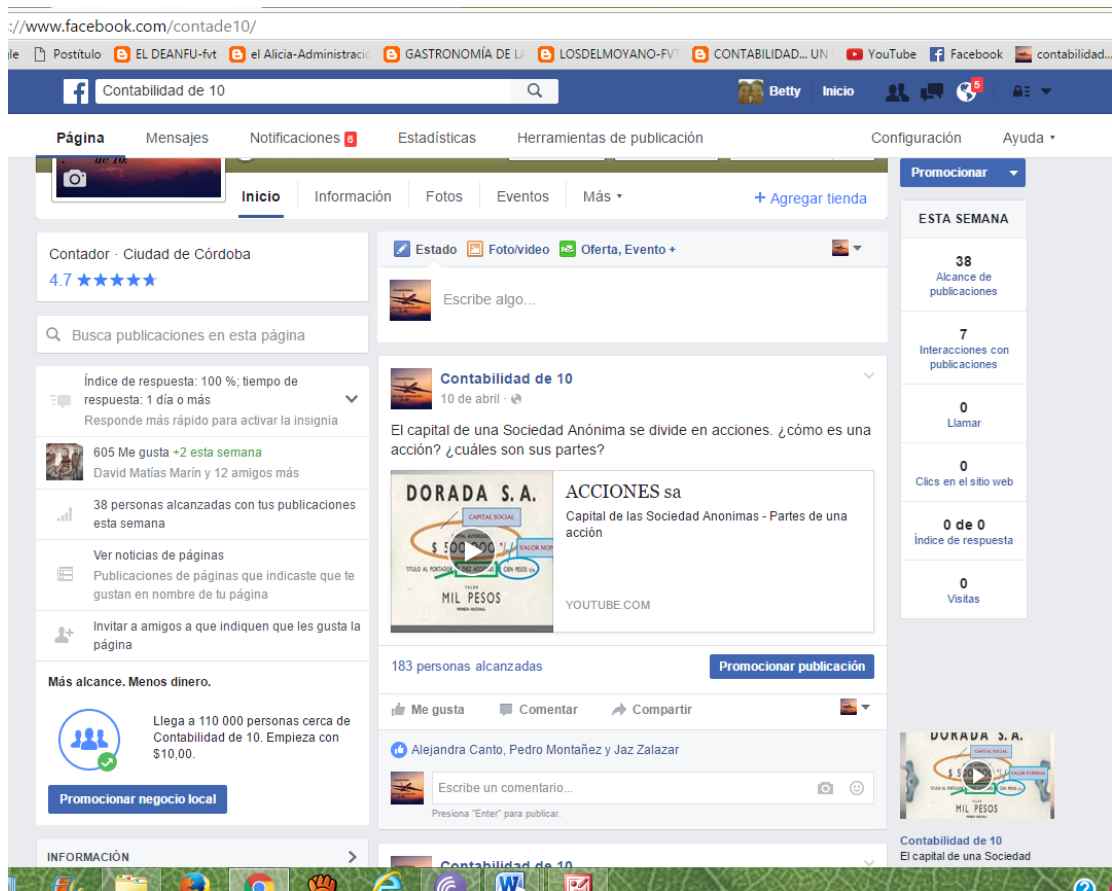 ://www.facebook.com/contade10/
le Postítulo EL DEANFU-fvt el Alicia-Administraci GASTRONOMÍA DE L LOSDELMOYANO-FV CONTABILIDAD... UN YouTube Facebook contabilidad...
Contabilidad de 10
Betty Inicio 5
Página Mensajes Notificaciones 6 Estadísticas Herramientas de publicación Configuración Ayuda
de 10.
Inicio Información Fotos Eventos Más + Agregar tienda
Promocionar
Contador · Ciudad de Córdoba
4.7
Busca publicaciones en esta página
Índice de respuesta: 100 %; tiempo de
respuesta: 1 día o más
Responde más rápido para activar la insignia
605 Me gusta +2 esta semana
David Matías Marín y 12 amigos más
38 personas alcanzadas con tus publicaciones
esta semana
Ver noticias de páginas
Publicaciones de páginas que indicaste que te
gustan en nombre de tu página
Invitar a amigos a que indiquen que les gusta la
página
Más alcance. Menos dinero.
Llega a 110 000 personas cerca de
Contabilidad de 10. Empieza con
$10,00.
Promocionar negocio local
INFORMACIÓN
Estado Foto/video Oferta, Evento +
Escribe algo...
Contabilidad de 10
10 de abril ·
El capital de una Sociedad Anónima se divide en acciones. ¿cómo es una
acción? ¿cuáles son sus partes?
DORADA S. A.
CAPITAL SOCIAL
$ 500.000
VALOR NOM
MIL PESOS
ACCIONES sa
Capital de las Sociedad Anonimas - Partes de una
acción
YOUTUBE.COM
183 personas alcanzadas
Promocionar publicación
Me gusta Comentar Compartir
Alejandra Canto, Pedro Montañez y Jaz Zalazar
Escribe un comentario...
Presiona "Enter" para publicar.
Contabilidad de 10
ESTA SEMANA
38
Alcance de
publicaciones
7
Interacciones con
publicaciones
0
Llamar
0
Clics en el sitio web
0 de 0
Índice de respuesta
0
Visitas
DORADA S. A.
CAPITAL SOCIAL
VALOR NOMINAL
MIL PESOS
Contabilidad de 10
El capital de una Sociedad